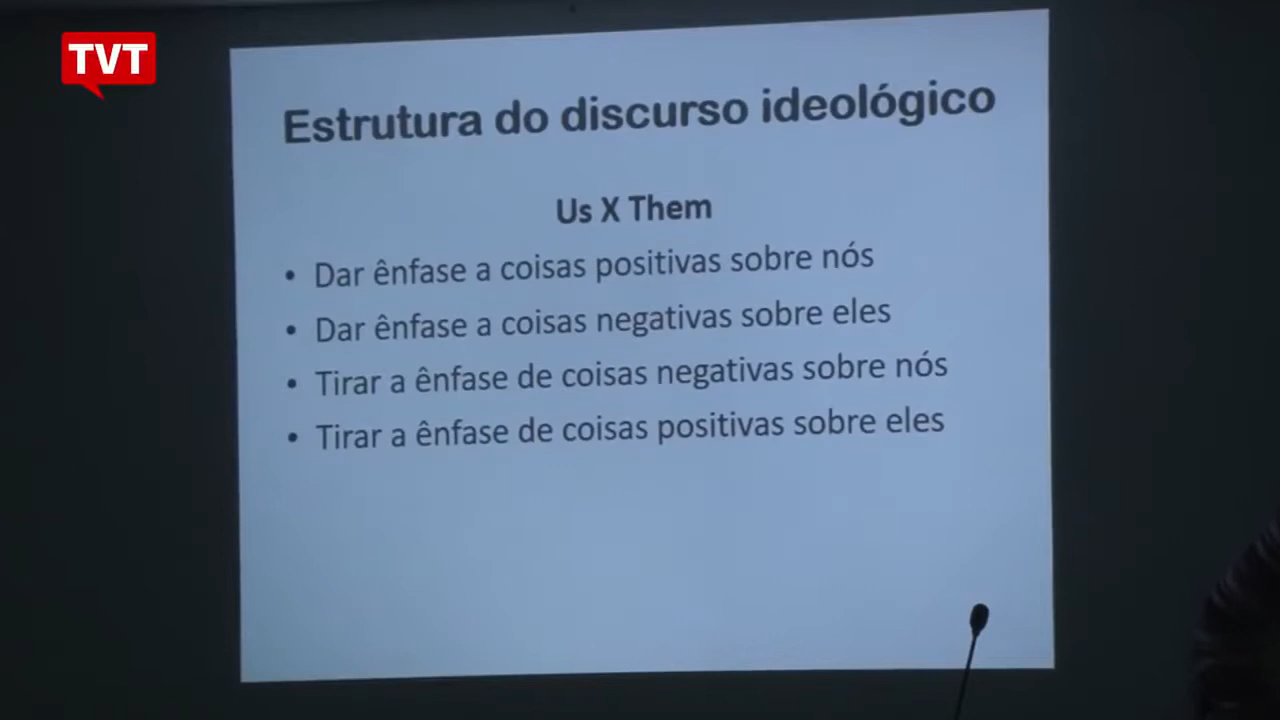 TVT
Estrutura do discurso ideológico
Us X Them
• Dar ênfase a coisas positivas sobre nós
• Dar ênfase a coisas negativas sobre eles
• Tirar a ênfase de coisas negativas sobre nós
• Tirar a ênfase de coisas positivas sobre eles